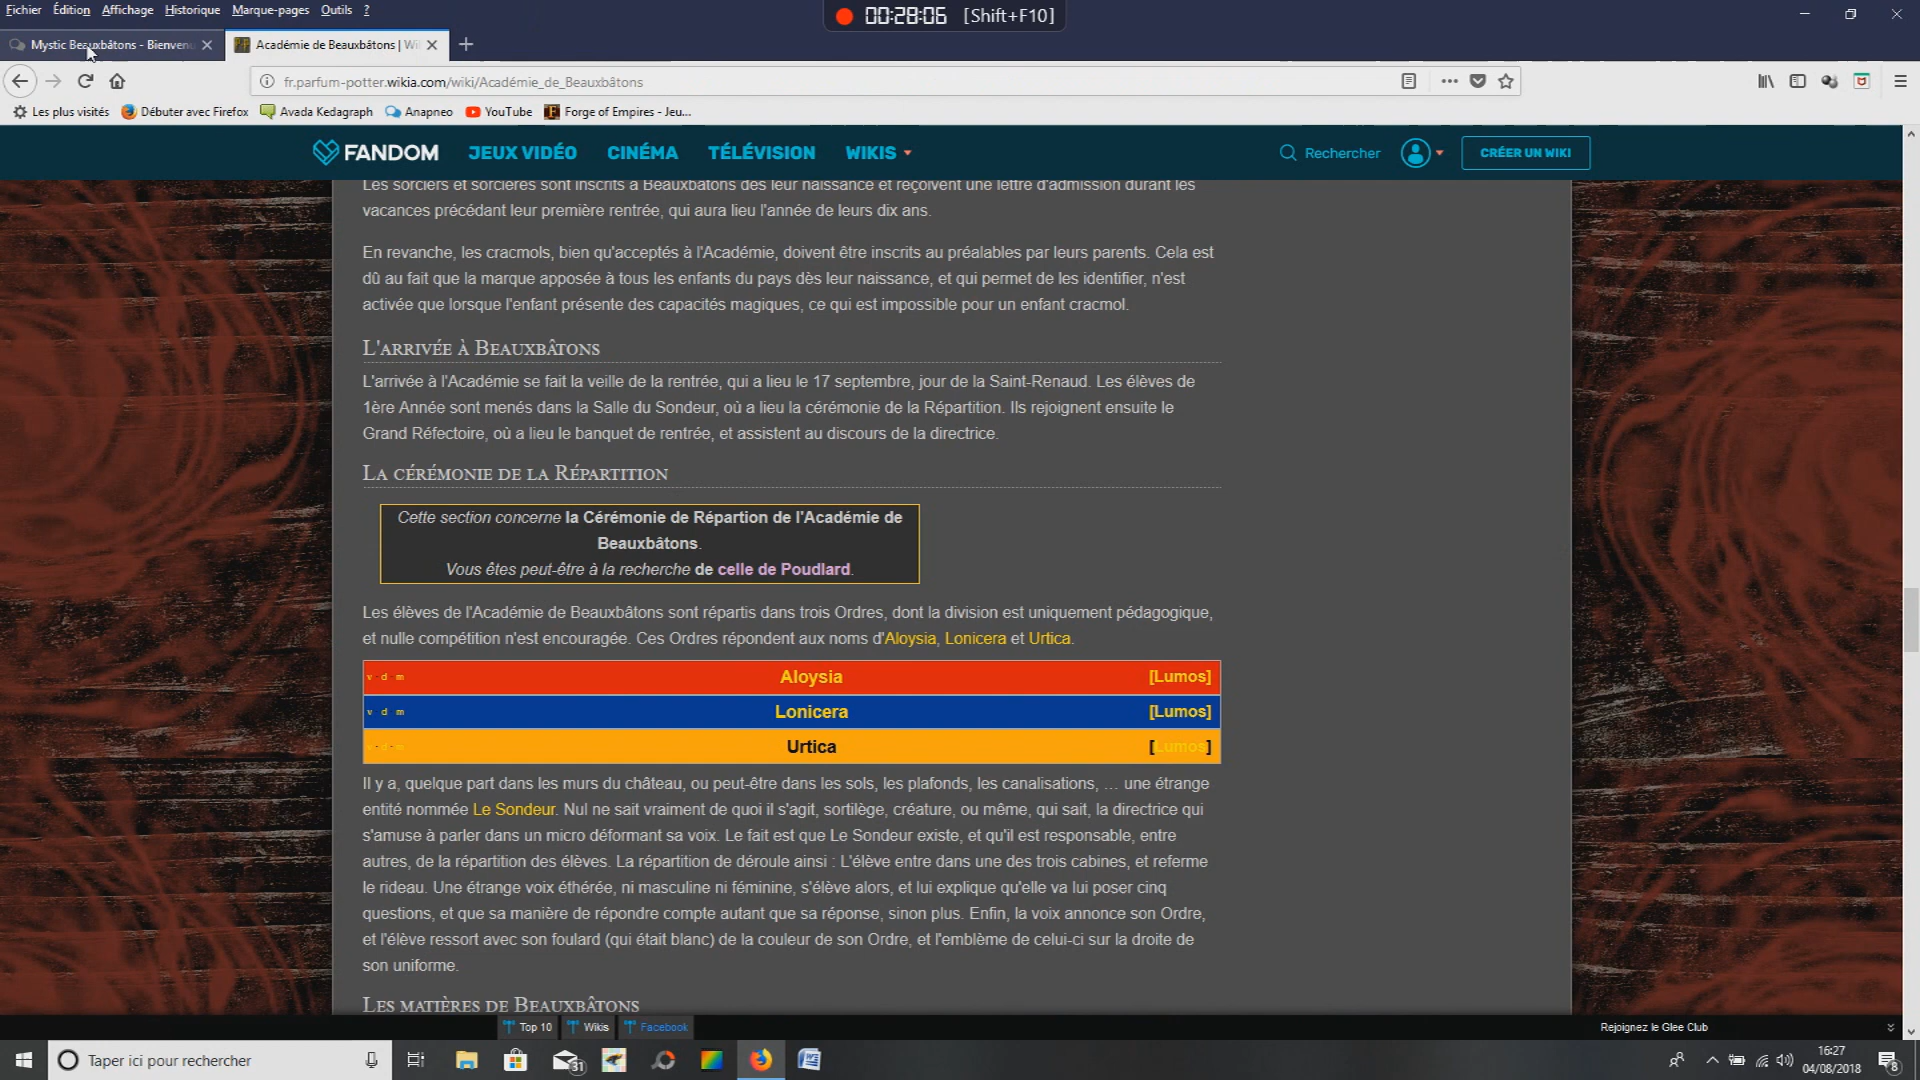 Fichier Édition Affichage Historique Marque-pages Outils ?
00:28:06 [Shift+F10]
Mystic Beauxbâtons - Bienvenu
Académie de Beauxbâtons | Wi
fr.parfum-potter.wikia.com/wiki/Académie_de_Beauxbâtons
Les plus visités Débuter avec Firefox Avada Kedagraph Anapneo YouTube Forge of Empires - Jeu...
FANDOM JEUX VIDÉO CINÉMA TÉLÉVISION WIKIS Rechercher CRÉER UN WIKI
Les sorciers et sorcières sont inscrits à Beauxbâtons dès leur naissance et reçoivent une lettre d'admission durant les
vacances précédant leur première rentrée, qui aura lieu l'année de leurs dix ans.
En revanche, les cracmols, bien qu'acceptés à l'Académie, doivent être inscrits au préalables par leurs parents. Cela est
dû au fait que la marque apposée à tous les enfants du pays dès leur naissance, et qui permet de les identifier, n'est
activée que lorsque l'enfant présente des capacités magiques, ce qui est impossible pour un enfant cracmol.
L'arrivée à Beauxbâtons
L'arrivée à l'Académie se fait la veille de la rentrée, qui a lieu le 17 septembre, jour de la Saint-Renaud. Les élèves de
1ère Année sont menés dans la Salle du Sondeur, où a lieu la cérémonie de la Répartition. Ils rejoignent ensuite le
Grand Réfectoire, où a lieu le banquet de rentrée, et assistent au discours de la directrice.
La cérémonie de la Répartition
Cette section concerne la Cérémonie de Répartion de l'Académie de
Beauxbâtons.
Vous êtes peut-être à la recherche de celle de Poudlard.
Les élèves de l'Académie de Beauxbâtons sont répartis dans trois Ordres, dont la division est uniquement pédagogique,
et nulle compétition n'est encouragée. Ces Ordres répondent aux noms d'Aloysia, Lonicera et Urtica.
v d m Aloysia [Lumos]
v d m Lonicera [Lumos]
v · d · m Urtica [Lumos]
Il y a, quelque part dans les murs du château, ou peut-être dans les sols, les plafonds, les canalisations, … une étrange
entité nommée Le Sondeur. Nul ne sait vraiment de quoi il s'agit, sortilège, créature, ou même, qui sait, la directrice qui
s'amuse à parler dans un micro déformant sa voix. Le fait est que Le Sondeur existe, et qu'il est responsable, entre
autres, de la répartition des élèves. La répartition de déroule ainsi : L'élève entre dans une des trois cabines, et referme
le rideau. Une étrange voix éthérée, ni masculine ni féminine, s'élève alors, et lui explique qu'elle va lui poser cinq
questions, et que sa manière de répondre compte autant que sa réponse, sinon plus. Enfin, la voix annonce son Ordre,
et l'élève ressort avec son foulard (qui était blanc) de la couleur de son Ordre, et l'emblème de celui-ci sur la droite de
son uniforme.
Les matières de Beauxbâtons
Top 10 Wikis Facebook Rejoignez le Glee Club
Taper ici pour rechercher
31
16:27
04/08/2018
8